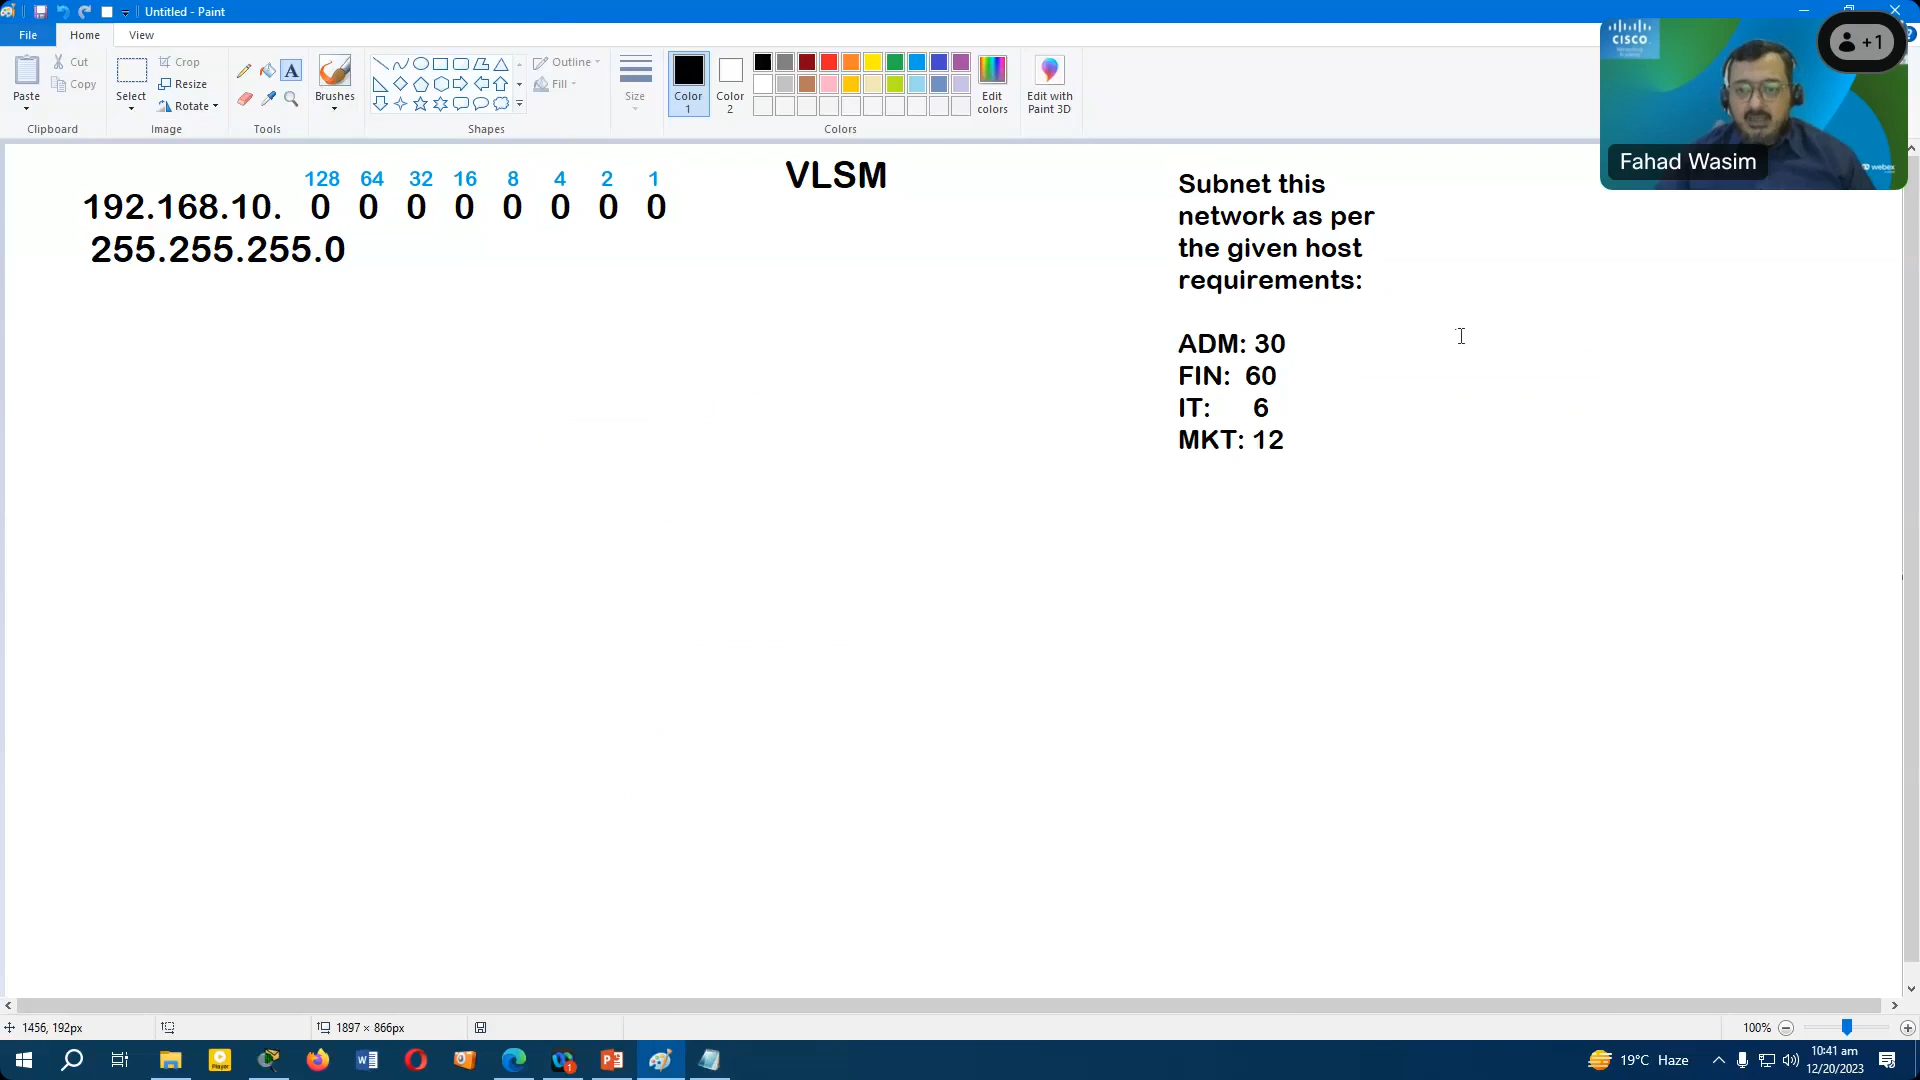 Untitled - Paint
File Home View
Paste
Cut
Copy
Clipboard
Select
Crop
Resize
Rotate
Image
Tools
Brushes
Shapes
Outline
Fill
Size
Color 1
Color 2
Colors
Edit colors
Edit with Paint 3D
+1
CISCO
Fahad Wasim
webex
128 64 32 16 8 4 2 1
192.168.10. 0 0 0 0 0 0 0 0
255.255.255.0
VLSM
Subnet this
network as per
the given host
requirements:
ADM: 30
FIN: 60
IT: 6
MKT: 12
1456, 192px
1897 × 866px
100%
19°C Haze
10:41 am
12/20/2023